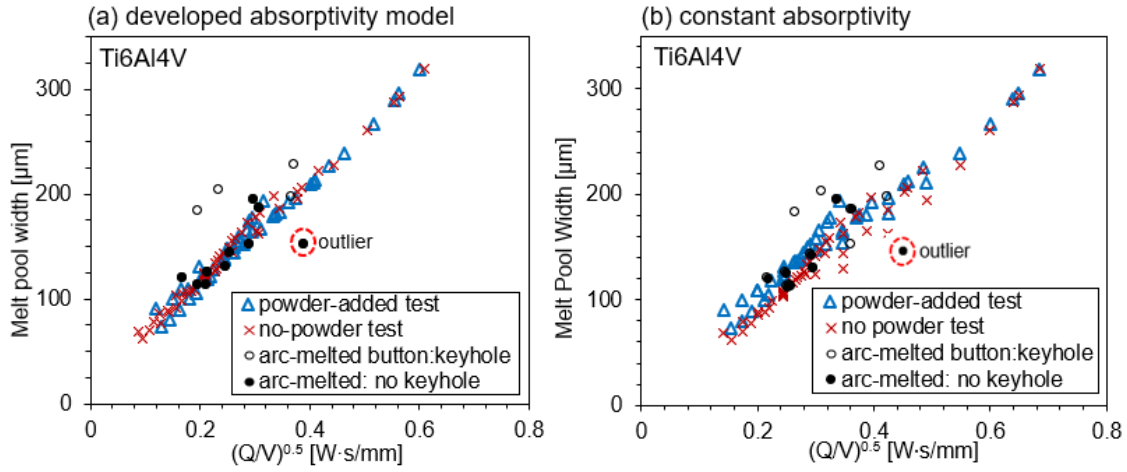 (a) developed absorptivity model
Ti6Al4V
Melt pool width [µm]
300
200
100
0
outlier
powder-added test
no-powder test
arc-melted button:keyhole
arc-melted: no keyhole
0 0.2 0.4 0.6 0.8
(Q/V)^0.5 [W·s/mm]
(b) constant absorptivity
Ti6Al4V
Melt Pool Width [µm]
300
200
100
0
outlier
powder-added test
no powder test
arc-melted button:keyhole
arc-melted: no keyhole
0 0.2 0.4 0.6 0.8
(Q/V)^0.5 [W·s/mm]